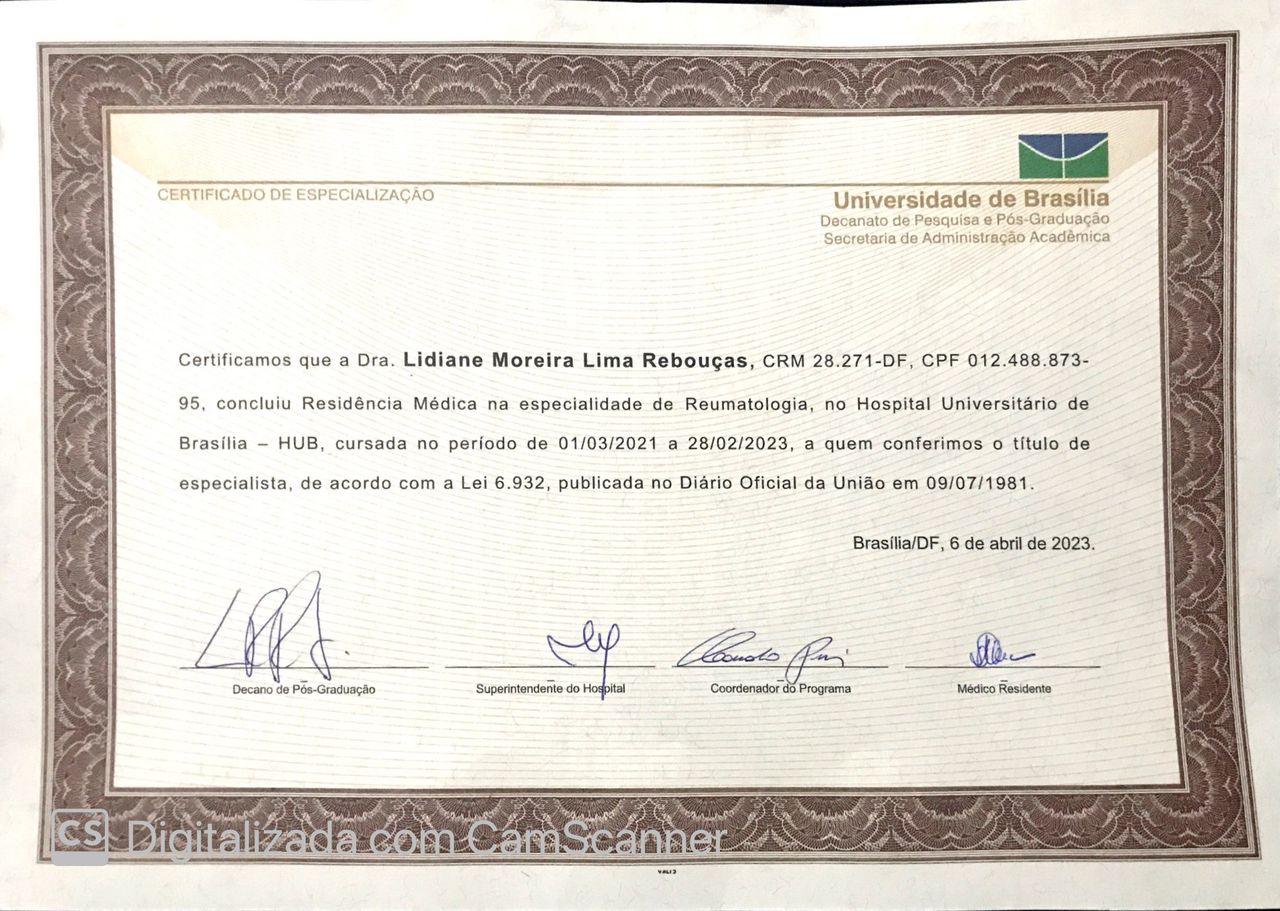 CERTIFICADO DE ESPECIALIZAÇÃO
Universidade de Brasília
Decanato de Pesquisa e Pós-Graduação
Secretaria de Administração Acadêmica
Certificamos que a Dra. Lidiane Moreira Lima Rebouças, CRM 28.271-DF, CPF 012.488.873-
95, concluiu Residência Médica na especialidade de Reumatologia, no Hospital Universitário de
Brasília – HUB, cursada no período de 01/03/2021 a 28/02/2023, a quem conferimos o título de
especialista, de acordo com a Lei 6.932, publicada no Diário Oficial da União em 09/07/1981.
Brasília/DF, 6 de abril de 2023.
Decano de Pós-Graduação
Superintendente do Hospital
Coordenador do Programa
Médico Residente
CS Digitalizada com CamScanner